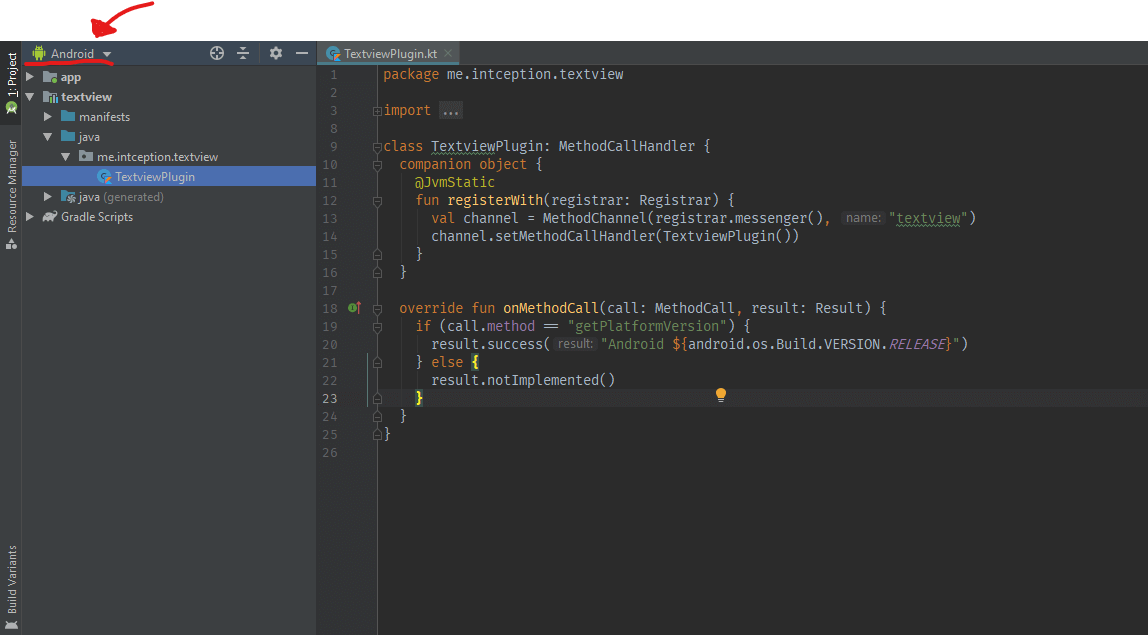 1: Project
Resource Manager
Build Variants
Android
app
textview
manifests
java
me.intception.textview
TextviewPlugin
java (generated)
Gradle Scripts
TextviewPlugin.kt
1 package me.intception.textview
2
3 import ...
8
9 class TextviewPlugin: MethodCallHandler {
10 companion object {
11 @JvmStatic
12 fun registerWith(registrar: Registrar) {
13 val channel = MethodChannel(registrar.messenger(), name: "textview")
14 channel.setMethodCallHandler(TextviewPlugin())
15 }
16 }
17
18 override fun onMethodCall(call: MethodCall, result: Result) {
19 if (call.method == "getPlatformVersion") {
20 result.success( result: "Android ${android.os.Build.VERSION.RELEASE}")
21 } else {
22 result.notImplemented()
23 }
24 }
25 }
26